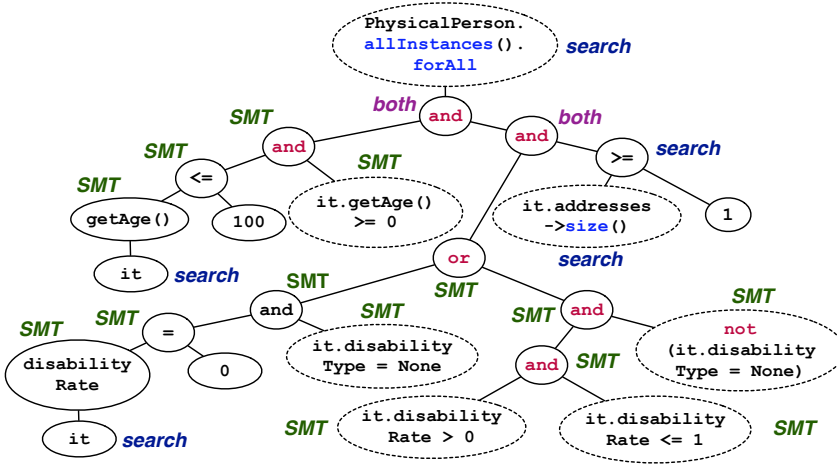 PhysicalPerson.
allInstances().
forAll
search
both
and
both
SMT
and
and
SMT
<=
SMT
>=
search
SMT
getAge()
100
it.getAge()
>= 0
it.addresses
->size()
1
it
search
or
SMT
search
SMT
and
SMT
and
SMT
SMT
=
SMT
SMT
disability
Rate
0
it.disability
Type = None
and
SMT
not
(it.disability
Type = None)
it
search
SMT
it.disability
Rate > 0
it.disability
Rate <= 1
SMT